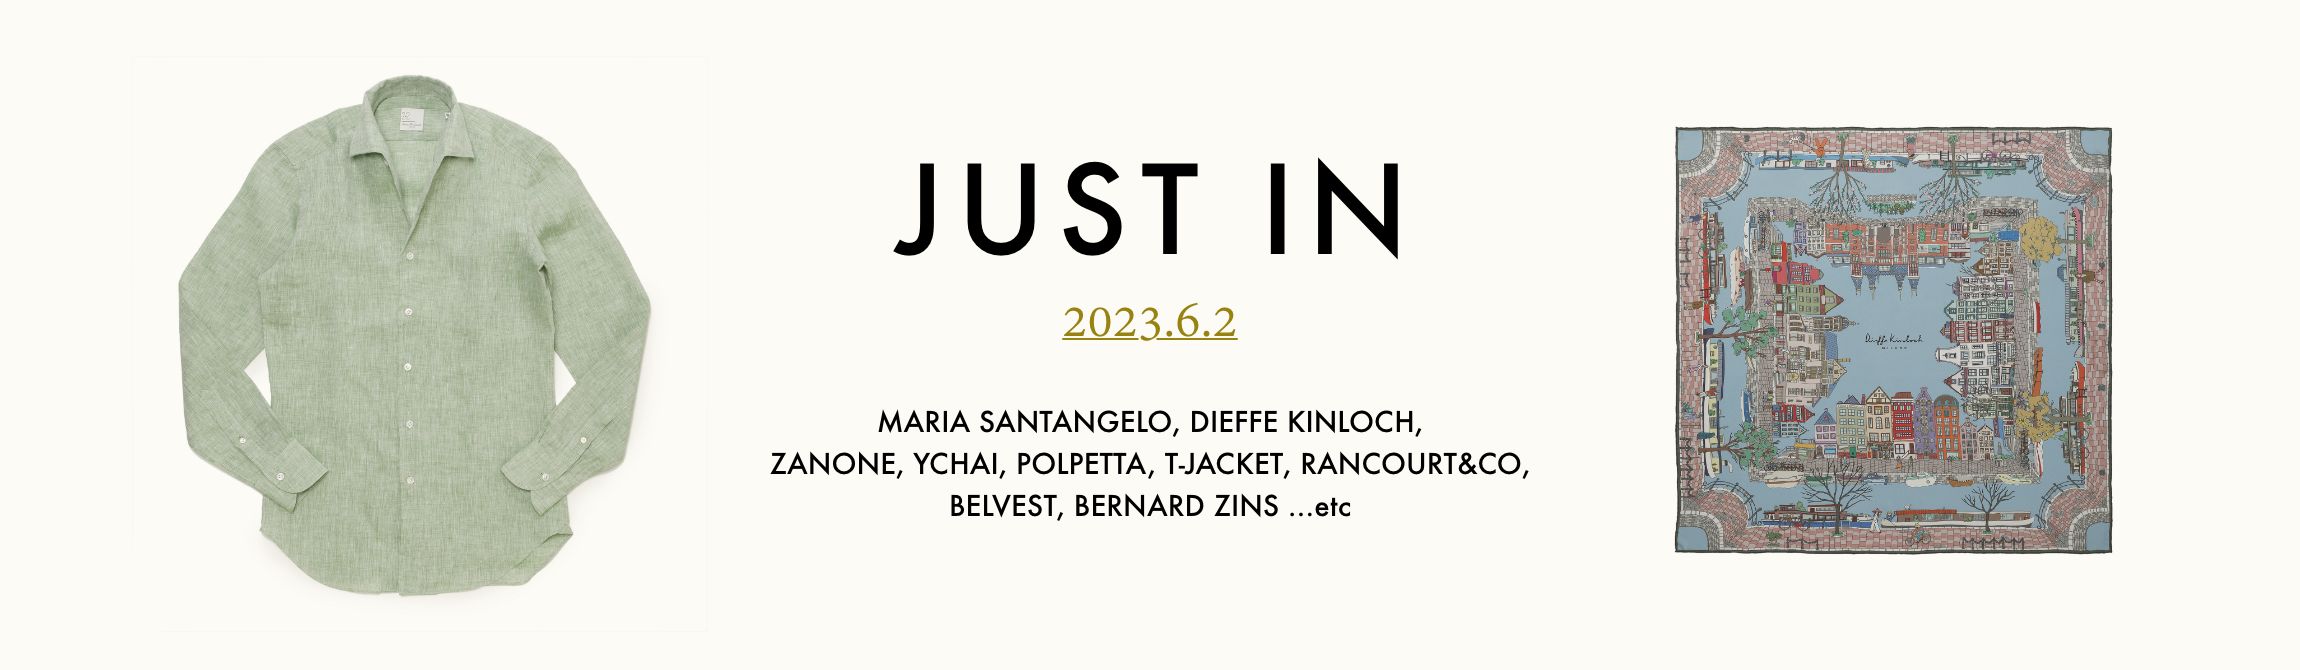 JUST IN
2023.6.2
MARIA SANTANGELO, DIEFFE KINLOCH,
ZANONE, YCHAI, POLPETTA, T-JACKET, RANCOURT&CO,
BELVEST, BERNARD ZINS ...etc
Dieffe Kinloch
MILANO